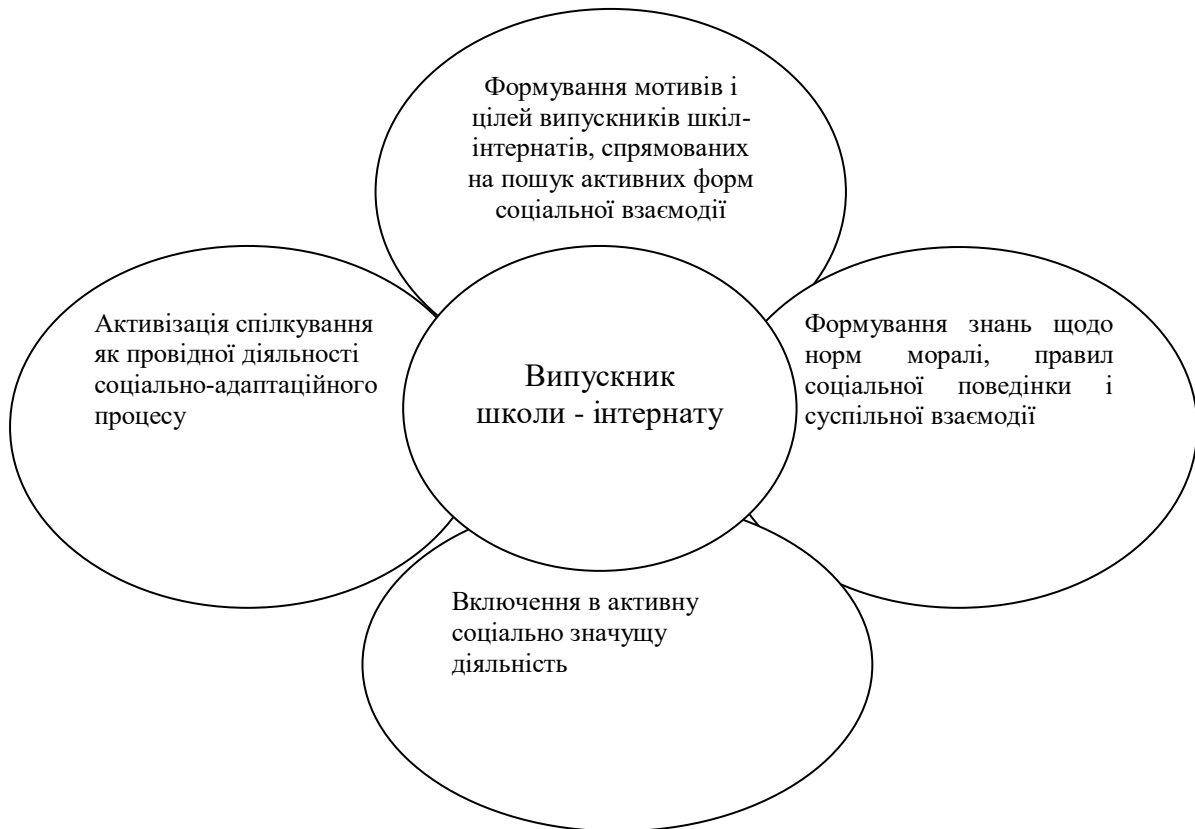 Формування мотивів і
цілей випускників шкіл-
інтернатів, спрямованих
на пошук активних форм
соціальної взаємодії
Активізація спілкування
як провідної діяльності
соціально-адаптаційного
процесу
Випускник
школи - інтернату
Формування знань щодо
норм моралі, правил
соціальної поведінки і
суспільної взаємодії
Включення в активну
соціально значущу
діяльність